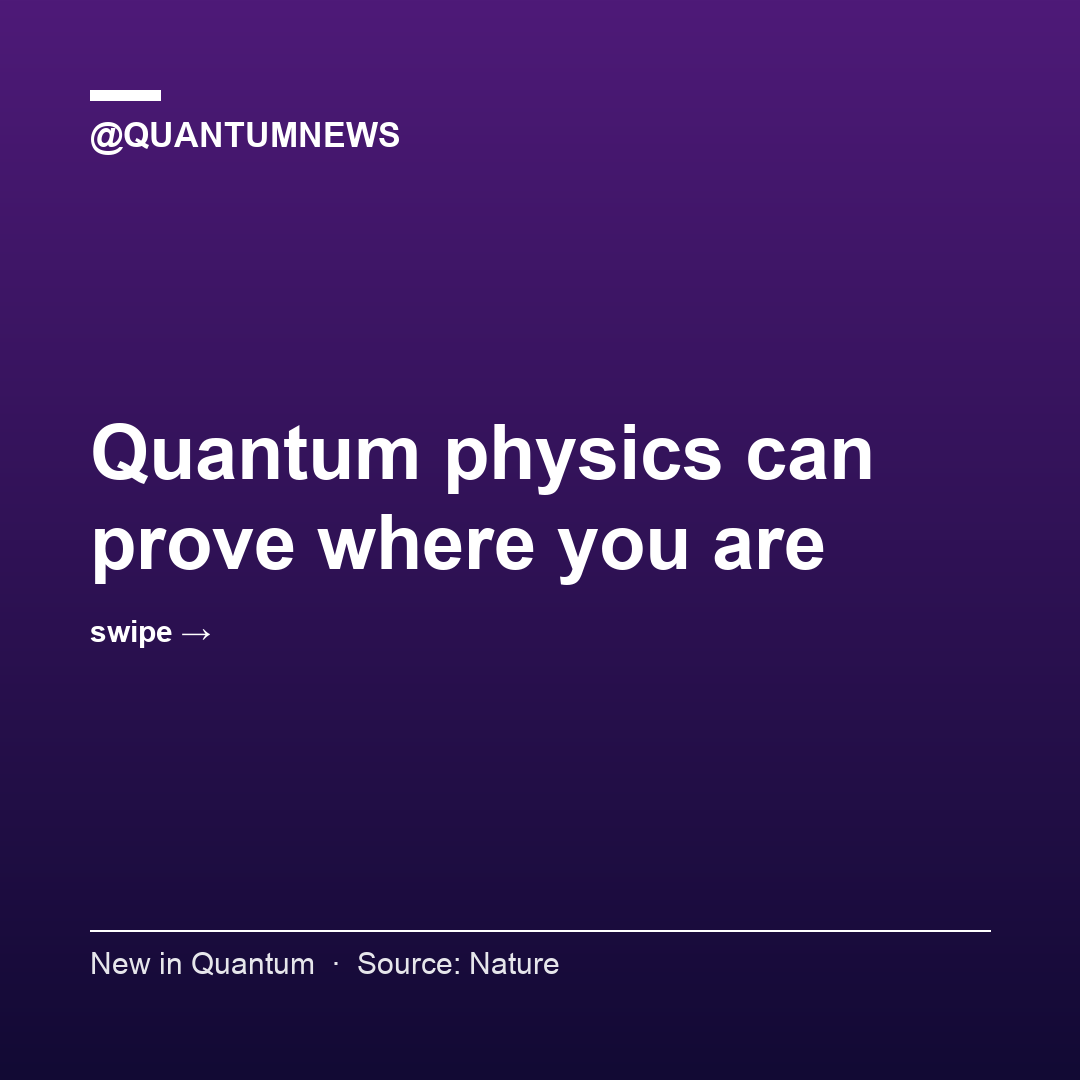 @QUANTUMNEWS
Quantum physics can
prove where you are
swipe →
New in Quantum · Source: Nature